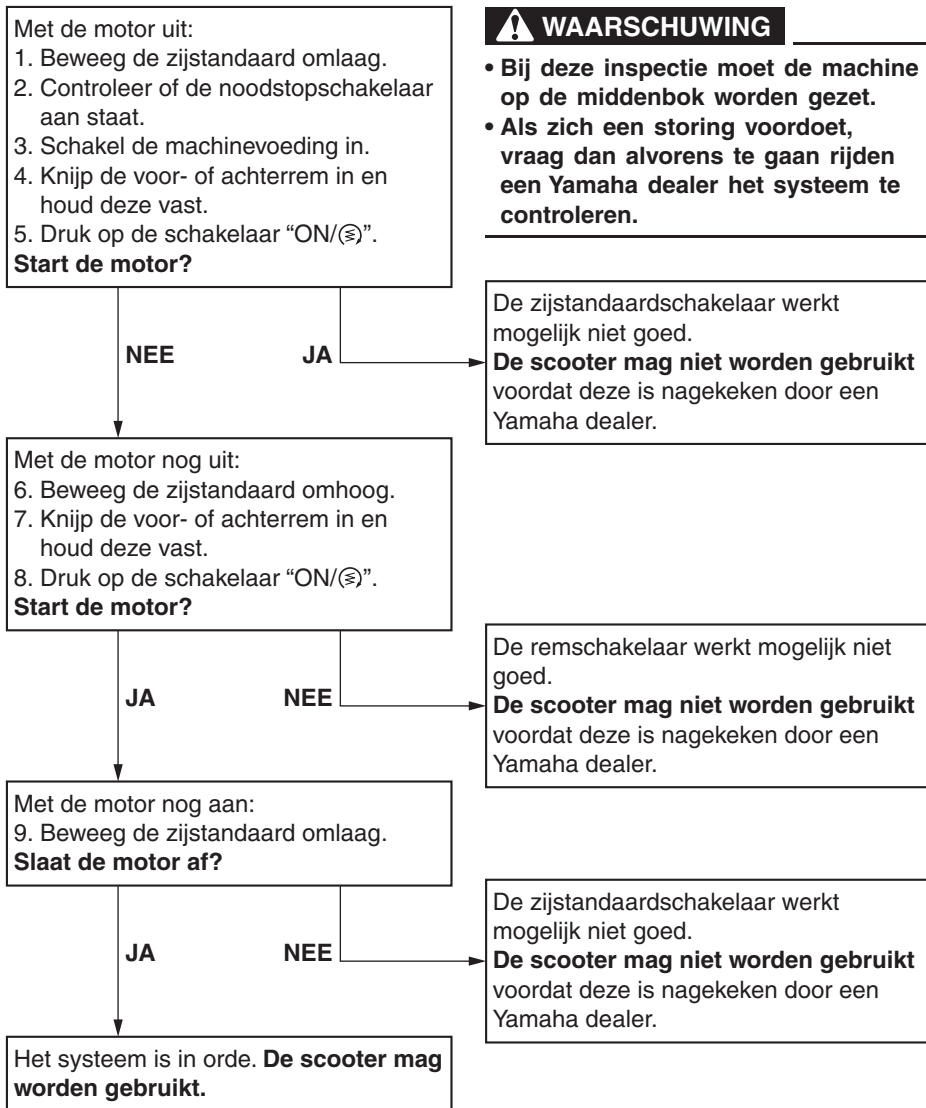 Met de motor uit:
1. Beweeg de zijstandaard omlaag.
2. Controleer of de noodstopschakelaar
aan staat.
3. Schakel de machinevoeding in.
4. Knijp de voor- of achterrem in en
houd deze vast.
5. Druk op de schakelaar “ON/”.
Start de motor?
WAARSCHUWING
• Bij deze inspectie moet de machine
op de middenbok worden gezet.
• Als zich een storing voordoet,
vraag dan alvorens te gaan rijden
een Yamaha dealer het systeem te
controleren.
NEE
JA
De zijstandaardschakelaar werkt
mogelijk niet goed.
De scooter mag niet worden gebruikt
voordat deze is nagekeken door een
Yamaha dealer.
Met de motor nog uit:
6. Beweeg de zijstandaard omhoog.
7. Knijp de voor- of achterrem in en
houd deze vast.
8. Druk op de schakelaar “ON/”.
Start de motor?
JA
NEE
De remschakelaar werkt mogelijk niet
goed.
De scooter mag niet worden gebruikt
voordat deze is nagekeken door een
Yamaha dealer.
Met de motor nog aan:
9. Beweeg de zijstandaard omlaag.
Slaat de motor af?
JA
NEE
De zijstandaardschakelaar werkt
mogelijk niet goed.
De scooter mag niet worden gebruikt
voordat deze is nagekeken door een
Yamaha dealer.
Het systeem is in orde. De scooter mag
worden gebruikt.